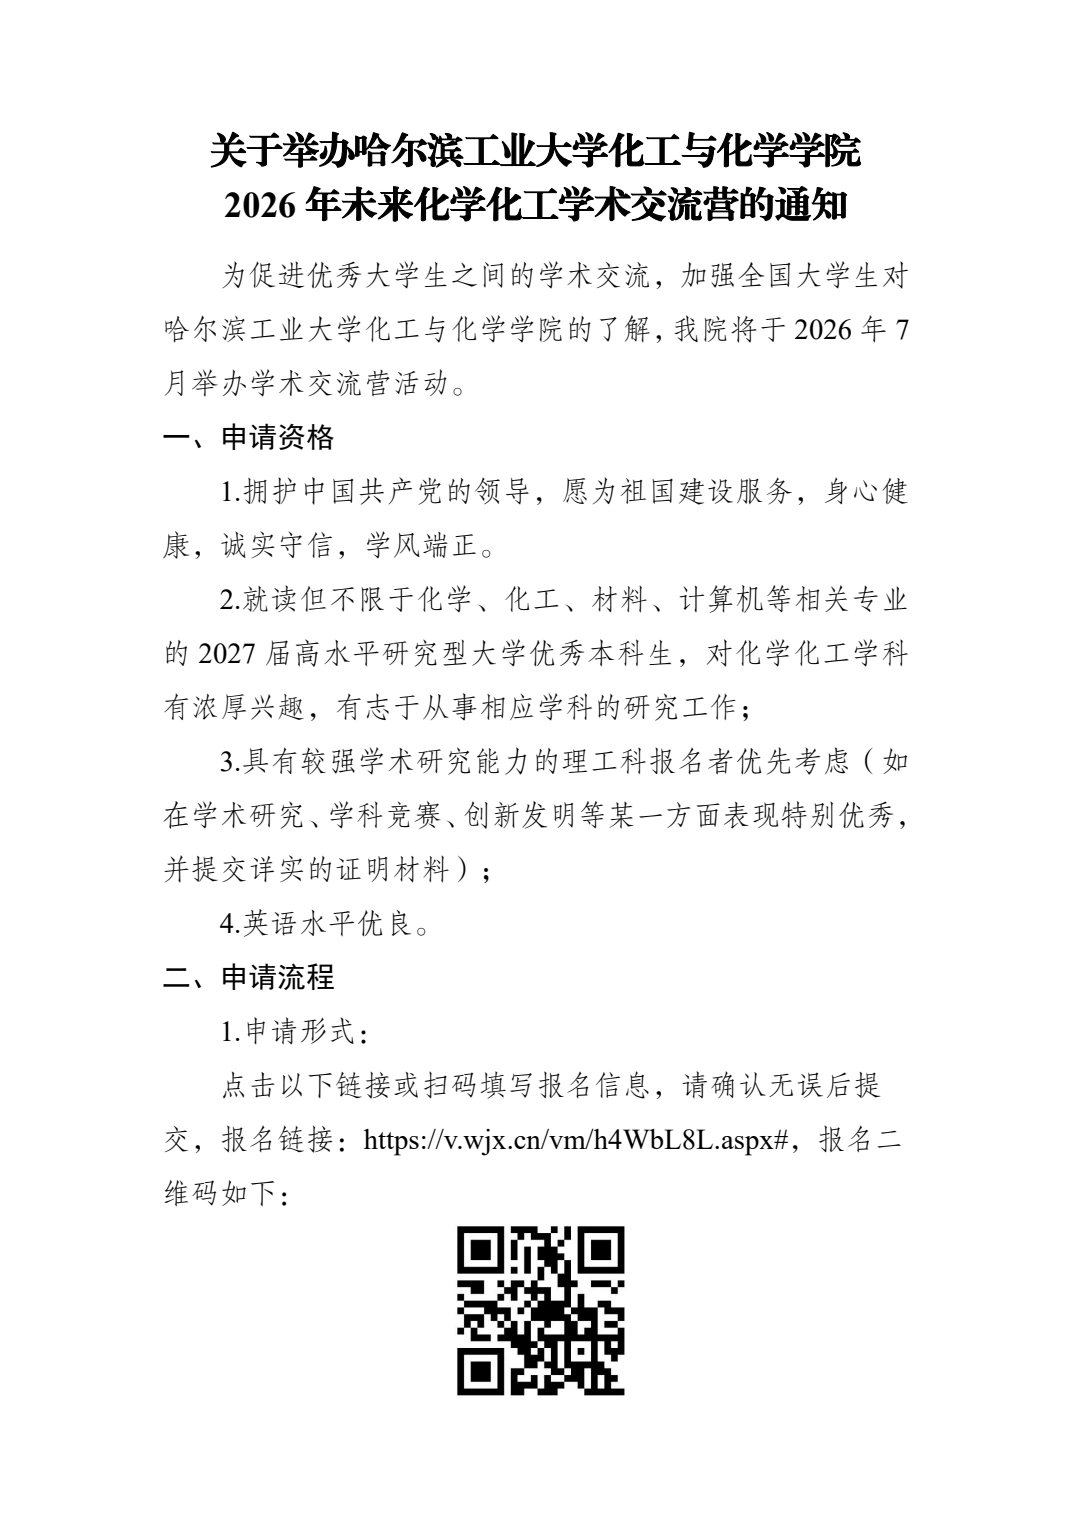 关于举办哈尔滨工业大学化工与化学学院
2026 年未来化学化工学术交流营的通知
为促进优秀大学生之间的学术交流，加强全国大学生对
哈尔滨工业大学化工与化学学院的了解，我院将于 2026 年 7
月举办学术交流营活动。
一、申请资格
1.拥护中国共产党的领导，愿为祖国建设服务，身心健
康，诚实守信，学风端正。
2.就读但不限于化学、化工、材料、计算机等相关专业
的 2027 届高水平研究型大学优秀本科生，对化学化工学科
有浓厚兴趣，有志于从事相应学科的研究工作；
3.具有较强学术研究能力的理工科报名者优先考虑（如
在学术研究、学科竞赛、创新发明等某一方面表现特别优秀，
并提交详实的证明材料）；
4.英语水平优良。
二、申请流程
1.申请形式：
点击以下链接或扫码填写报名信息，请确认无误后提
交，报名链接：https://v.wjx.cn/vm/h4WbL8L.aspx#，报名二
维码如下：